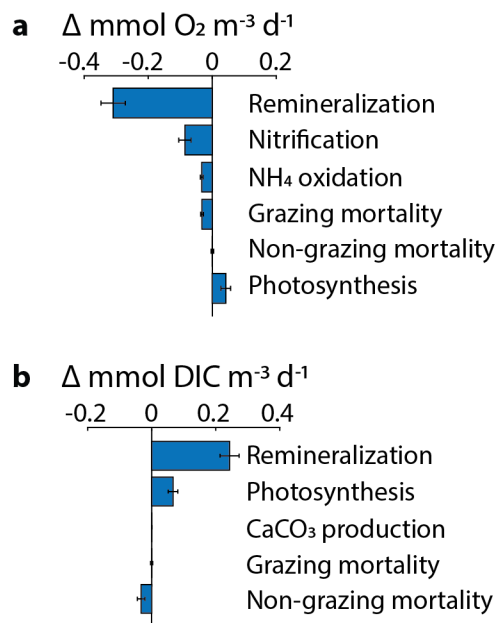 a Δ mmol O₂ m⁻³ d⁻¹
-0.4 -0.2 0 0.2
Remineralization
Nitrification
NH₄ oxidation
Grazing mortality
Non-grazing mortality
Photosynthesis
b Δ mmol DIC m⁻³ d⁻¹
-0.2 0 0.2 0.4
Remineralization
Photosynthesis
CaCO₃ production
Grazing mortality
Non-grazing mortality